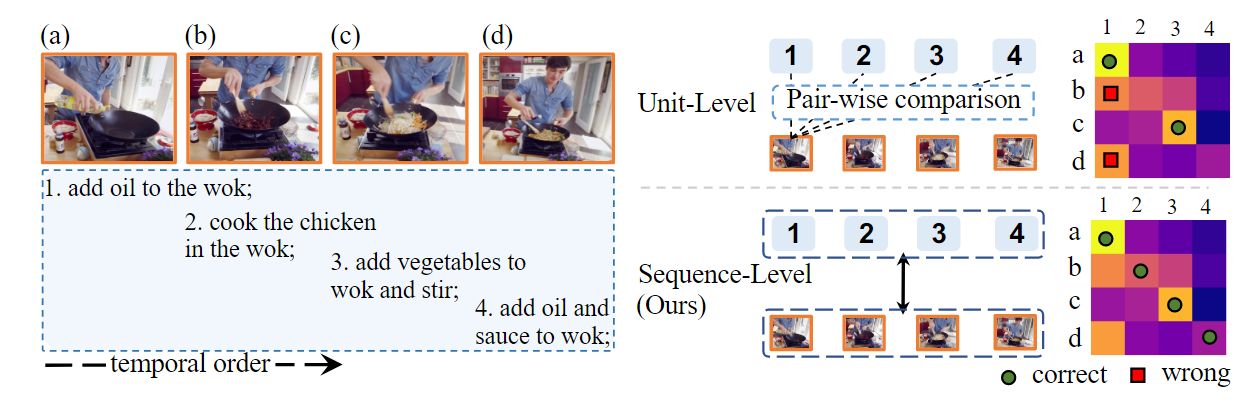 (a) (b) (c) (d)
1. add oil to the wok;
2. cook the chicken
in the wok;
3. add vegetables to
wok and stir;
4. add oil and
sauce to wok;
temporal order
Unit-Level
1 2 3 4
Pair-wise comparison
1 2 3 4
a
b
c
d
Sequence-Level
(Ours)
1 2 3 4
1 2 3 4
a
b
c
d
correct wrong